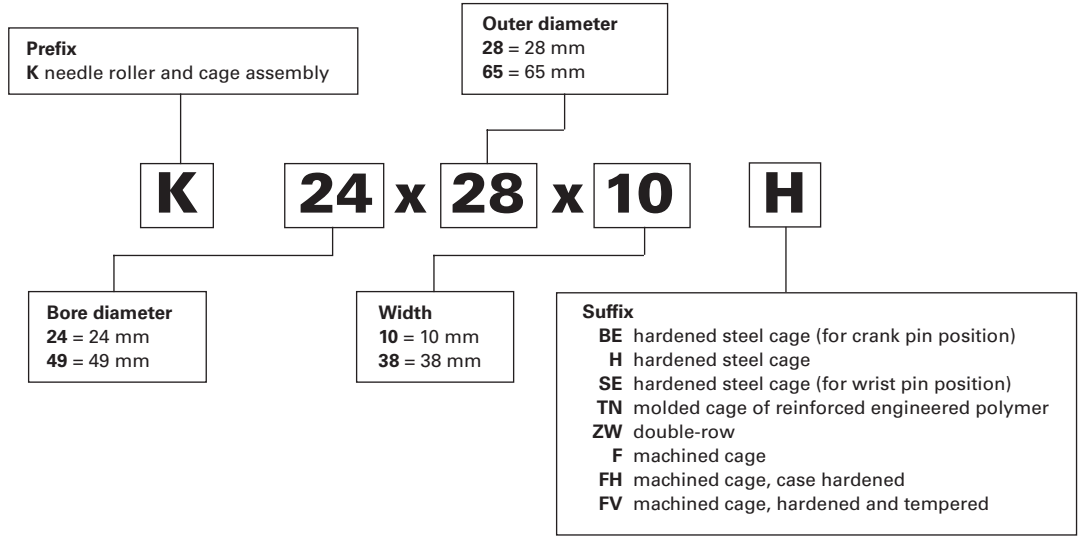 Prefix
K needle roller and cage assembly
Outer diameter
28 = 28 mm
65 = 65 mm
K 24 x 28 x 10 H
Bore diameter
24 = 24 mm
49 = 49 mm
Width
10 = 10 mm
38 = 38 mm
Suffix
BE hardened steel cage (for crank pin position)
H hardened steel cage
SE hardened steel cage (for wrist pin position)
TN molded cage of reinforced engineered polymer
ZW double-row
F machined cage
FH machined cage, case hardened
FV machined cage, hardened and tempered